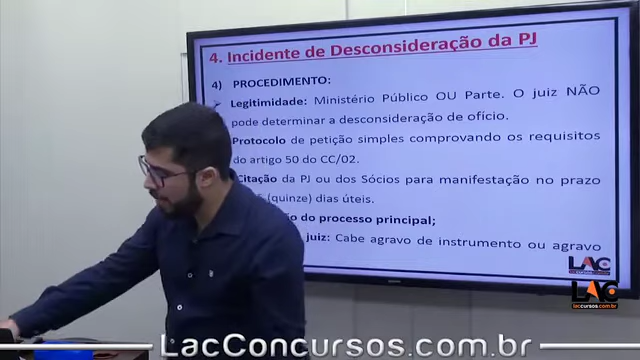 4. Incidente de Desconsideração da PJ
4) PROCEDIMENTO:
Legitimidade: Ministério Público OU Parte. O juiz NÃO
pode determinar a desconsideração de ofício.
Protocolo de petição simples comprovando os requisitos
do artigo 50 do CC/02.
Citação da PJ ou dos Sócios para manifestação no prazo
(quinze) dias úteis.
do processo principal;
juiz: Cabe agravo de instrumento ou agravo
LAC
LAC
laccursos.com.br
LacConcursos.com.br